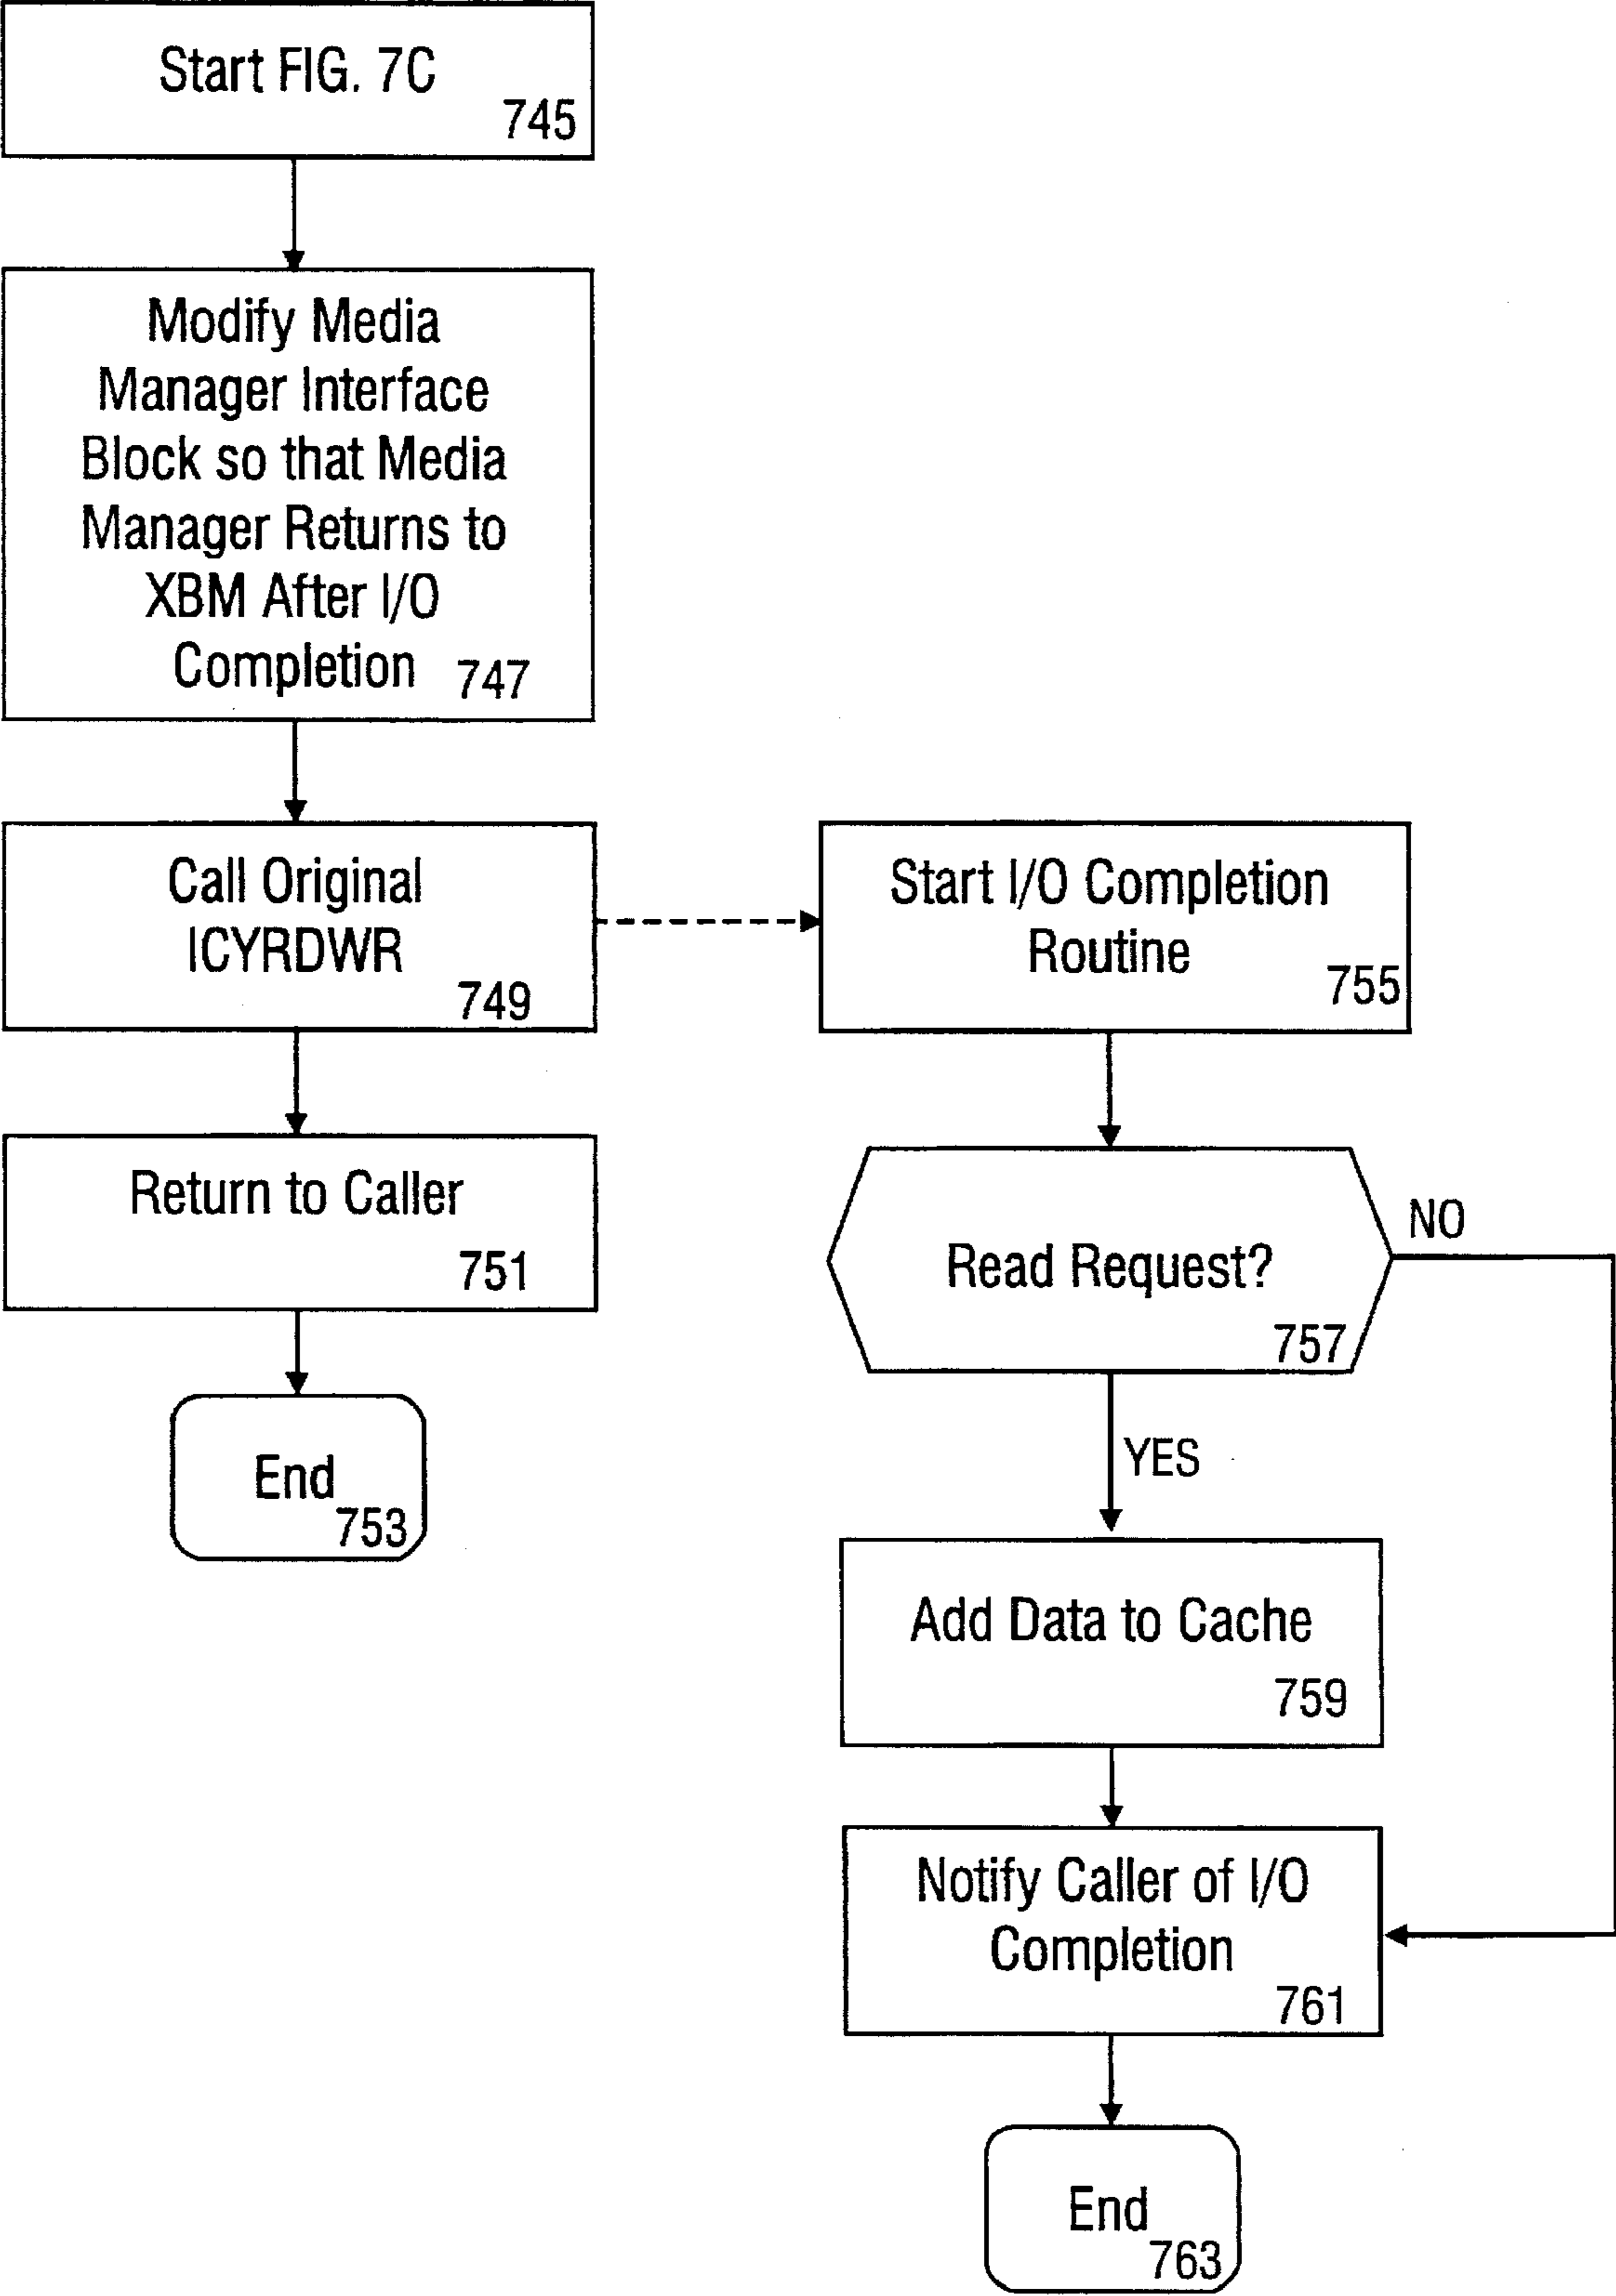 Start FIG. 7C
745
Modify Media
Manager Interface
Block so that Media
Manager Returns to
XBM After I/O
Completion 747
Call Original
ICYRDWR
749
Return to Caller
751
End
753
Start I/O Completion
Routine
755
Read Request?
757
NO
YES
Add Data to Cache
759
Notify Caller of I/O
Completion
761
End
763